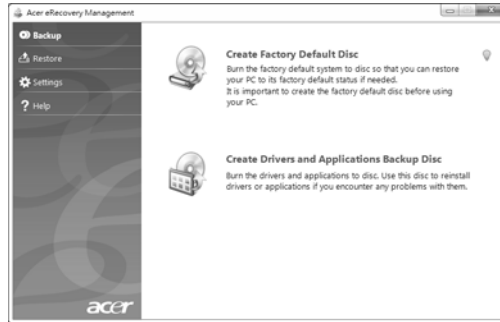 Acer eRecovery Management
Backup
Restore
Settings
Help
Create Factory Default Disc
Burn the factory default system to disc so that you can restore
your PC to its factory default status if needed.
It is important to create the factory default disc before using
your PC.
Create Drivers and Applications Backup Disc
Burn the drivers and applications to disc. Use this disc to reinstall
drivers or applications if you encounter any problems with them.
acer